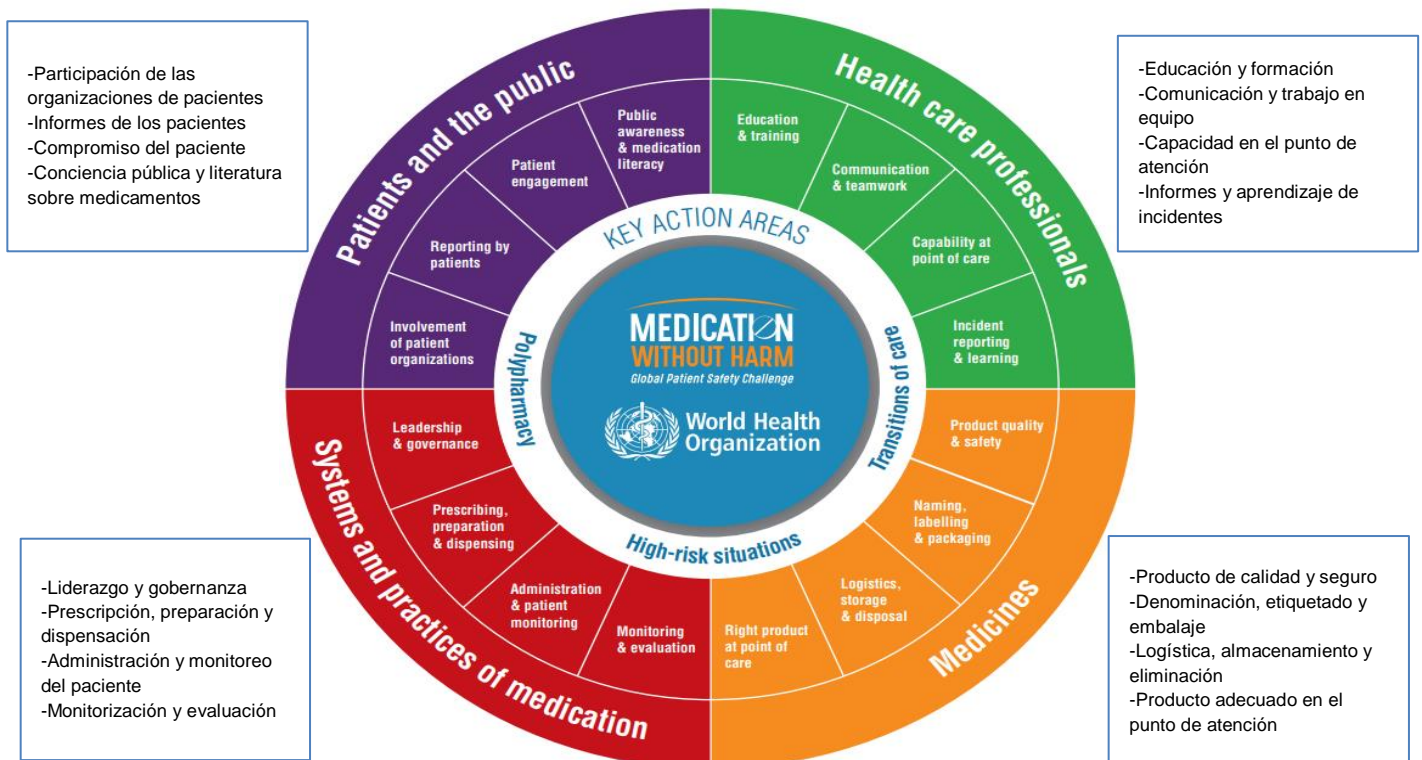 -Participación de las
organizaciones de pacientes
-Informes de los pacientes
-Compromiso del paciente
-Conciencia pública y literatura
sobre medicamentos
-Educación y formación
-Comunicación y trabajo en
equipo
-Capacidad en el punto de
atención
-Informes y aprendizaje de
incidentes
Patients and the public
Public
awareness
& medication
literacy
Patient
engagement
Reporting by
patients
Involvement
of patient
organizations
Health care professionals
Education
& training
Communication
& teamwork
Capability at
point of care
Incident
reporting
& learning
KEY ACTION AREAS
Polypharmacy
Transitions of care
High-risk situations
MEDICATION
WITHOUT HARM
Global Patient Safety Challenge
World Health
Organization
Systems and practices of medication
Leadership
& governance
Prescribing,
preparation
& dispensing
Administration
& patient
monitoring
Monitoring
& evaluation
Medicines
Product quality
& safety
Naming,
labelling
& packaging
Logistics,
storage
& disposal
Right product
at point of
care
-Liderazgo y gobernanza
-Prescripción, preparación y
dispensación
-Administración y monitoreo
del paciente
-Monitorización y evaluación
-Producto de calidad y seguro
-Denominación, etiquetado y
embalaje
-Logística, almacenamiento y
eliminación
-Producto adecuado en el
punto de atención